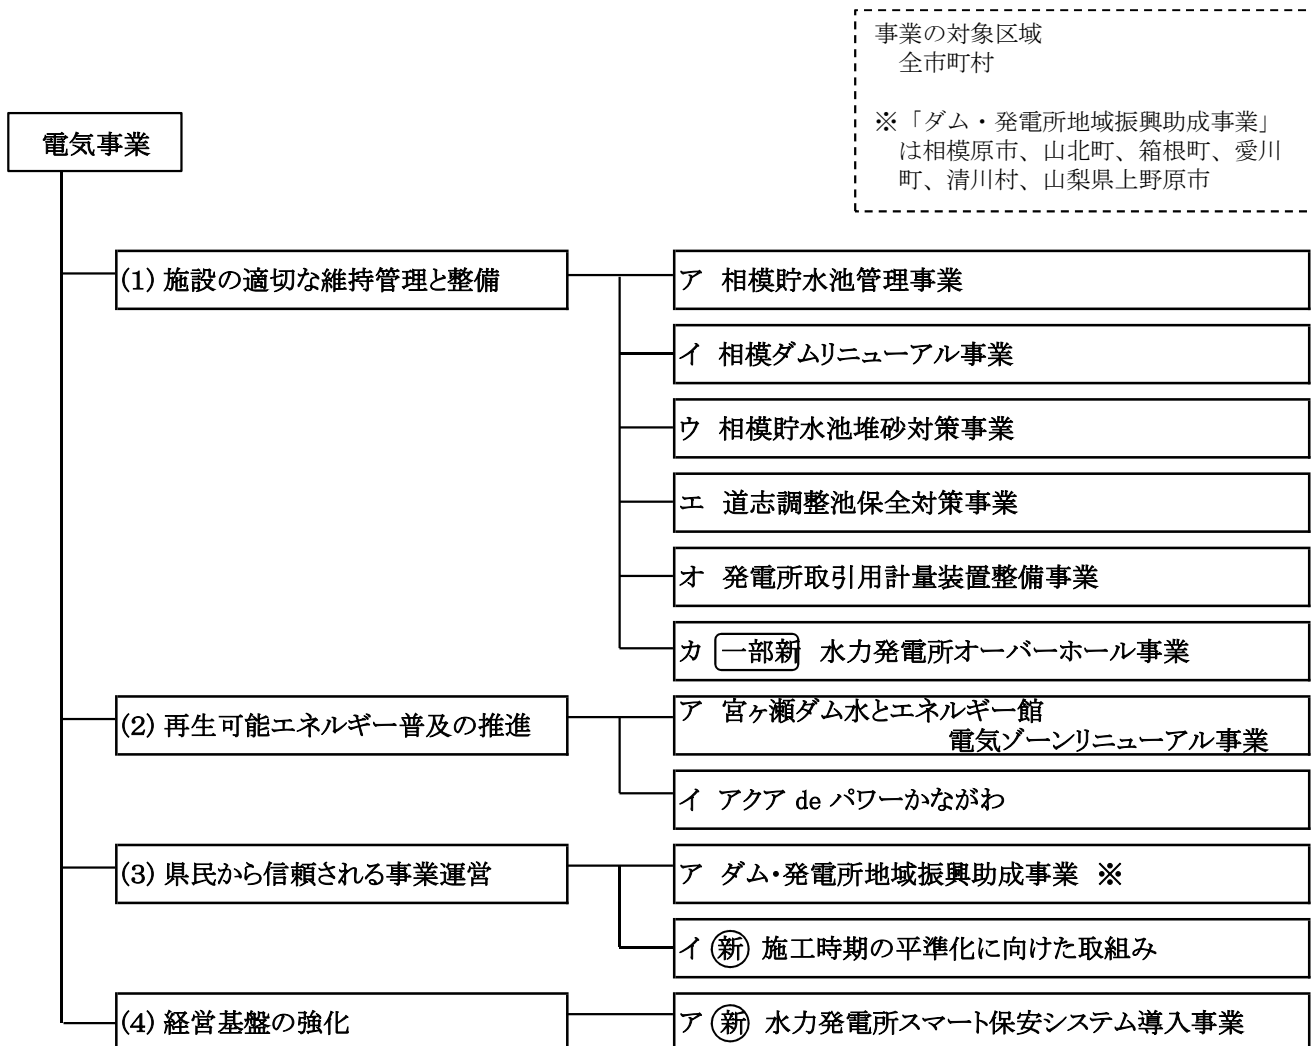 事業の対象区域
全市町村
※「ダム・発電所地域振興助成事業」
は相模原市、山北町、箱根町、愛川
町、清川村、山梨県上野原市
電気事業
(1) 施設の適切な維持管理と整備
ア 相模貯水池管理事業
イ 相模ダムリニューアル事業
ウ 相模貯水池堆砂対策事業
エ 道志調整池保全対策事業
オ 発電所取引用計量装置整備事業
カ 一部新 水力発電所オーバーホール事業
(2) 再生可能エネルギー普及の推進
ア 宮ヶ瀬ダム水とエネルギー館
電気ゾーンリニューアル事業
イ アクア de パワーかながわ
(3) 県民から信頼される事業運営
ア ダム・発電所地域振興助成事業 ※
イ 新 施工時期の平準化に向けた取組み
(4) 経営基盤の強化
ア 新 水力発電所スマート保安システム導入事業